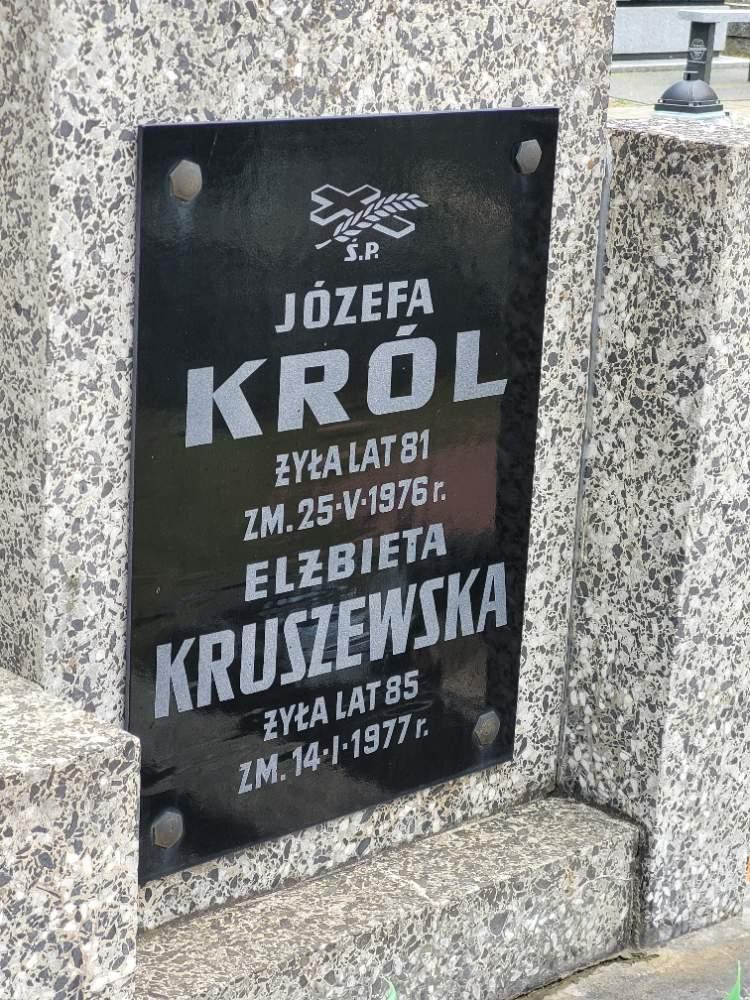 Ś.P.
JÓZEFA
KRÓL
ŻYŁA LAT 81
ZM. 25·V·1976 r.
ELŻBIETA
KRUSZEWSKA
ŻYŁA LAT 85
ZM. 14·I·1977 r.